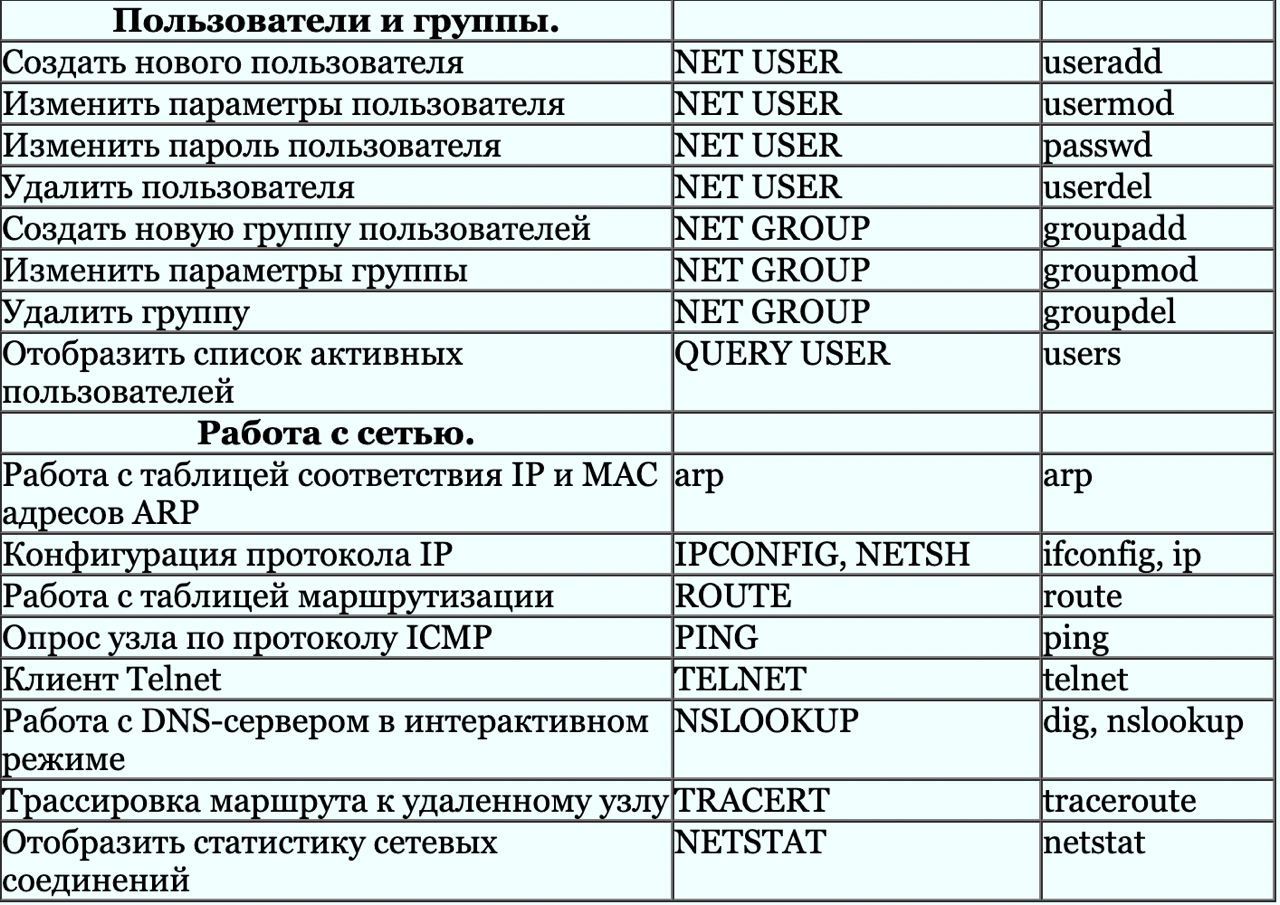 Пользователи и группы.
Создать нового пользователя NET USER useradd
Изменить параметры пользователя NET USER usermod
Изменить пароль пользователя NET USER passwd
Удалить пользователя NET USER userdel
Создать новую группу пользователей NET GROUP groupadd
Изменить параметры группы NET GROUP groupmod
Удалить группу NET GROUP groupdel
Отобразить список активных QUERY USER users
пользователей
Работа с сетью.
Работа с таблицей соответствия IP и MAC arp arp
адресов ARP
Конфигурация протокола IP IPCONFIG, NETSH ifconfig, ip
Работа с таблицей маршрутизации ROUTE route
Опрос узла по протоколу ICMP PING ping
Клиент Telnet TELNET telnet
Работа с DNS-сервером в интерактивном NSLOOKUP dig, nslookup
режиме
Трассировка маршрута к удаленному узлу TRACERT traceroute
Отобразить статистику сетевых NETSTAT netstat
соединений